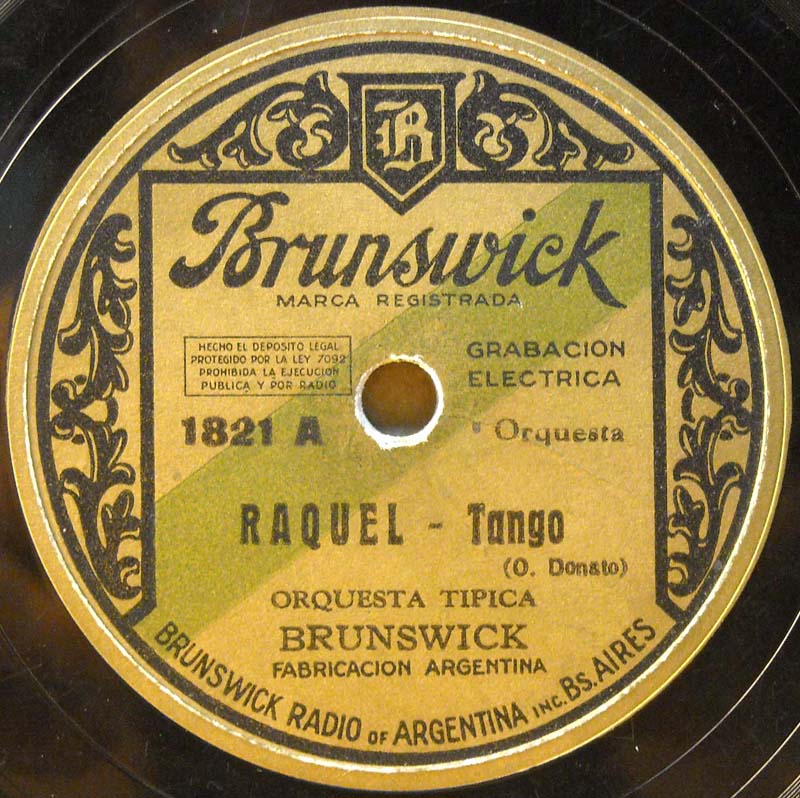 B
Brunswick
MARCA REGISTRADA
HECHO EL DEPOSITO LEGAL
PROTEGIDO POR LA LEY 7092
PROHIBIDA LA EJECUCION
PUBLICA Y POR RADIO
GRABACION
ELECTRICA
1821 A
Orquesta
RAQUEL - Tango
(O. Donato)
ORQUESTA TIPICA
BRUNSWICK
FABRICACION ARGENTINA
BRUNSWICK RADIO OF ARGENTINA INC. Bs. AIRES